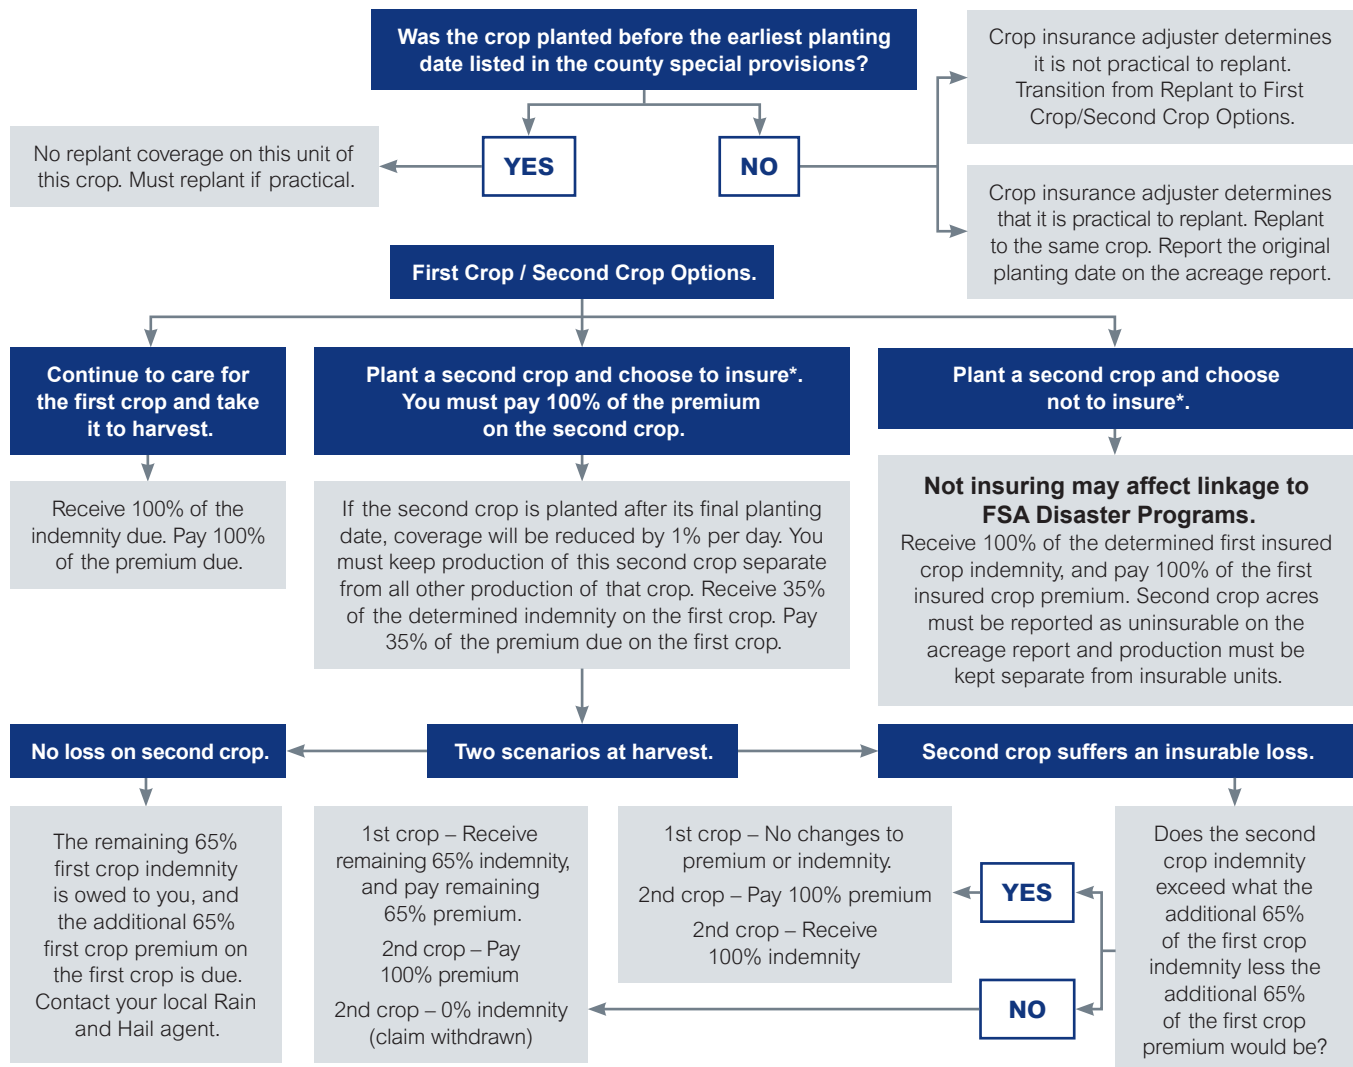 Was the crop planted before the earliest planting
date listed in the county special provisions?
Crop insurance adjuster determines
it is not practical to replant.
Transition from Replant to First
Crop/Second Crop Options.
No replant coverage on this unit of
this crop. Must replant if practical.
YES
NO
Crop insurance adjuster determines
that it is practical to replant. Replant
to the same crop. Report the original
planting date on the acreage report.
First Crop / Second Crop Options.
Continue to care for
the first crop and take
it to harvest.
Plant a second crop and choose to insure*.
You must pay 100% of the premium
on the second crop.
Plant a second crop and choose
not to insure*.
Receive 100% of the
indemnity due. Pay 100%
of the premium due.
If the second crop is planted after its final planting
date, coverage will be reduced by 1% per day. You
must keep production of this second crop separate
from all other production of that crop. Receive 35%
of the determined indemnity on the first crop. Pay
35% of the premium due on the first crop.
Not insuring may affect linkage to
FSA Disaster Programs.
Receive 100% of the determined first insured
crop indemnity, and pay 100% of the first
insured crop premium. Second crop acres
must be reported as uninsurable on the
acreage report and production must be
kept separate from insurable units.
No loss on second crop.
Two scenarios at harvest.
Second crop suffers an insurable loss.
The remaining 65%
first crop indemnity
is owed to you, and
the additional 65%
first crop premium on
the first crop is due.
Contact your local Rain
and Hail agent.
1st crop – Receive
remaining 65% indemnity,
and pay remaining
65% premium.
2nd crop – Pay
100% premium
2nd crop – 0% indemnity
(claim withdrawn)
1st crop – No changes to
premium or indemnity.
2nd crop – Pay 100% premium
2nd crop – Receive
100% indemnity
YES
NO
Does the second
crop indemnity
exceed what the
additional 65%
of the first crop
indemnity less the
additional 65%
of the first crop
premium would be?